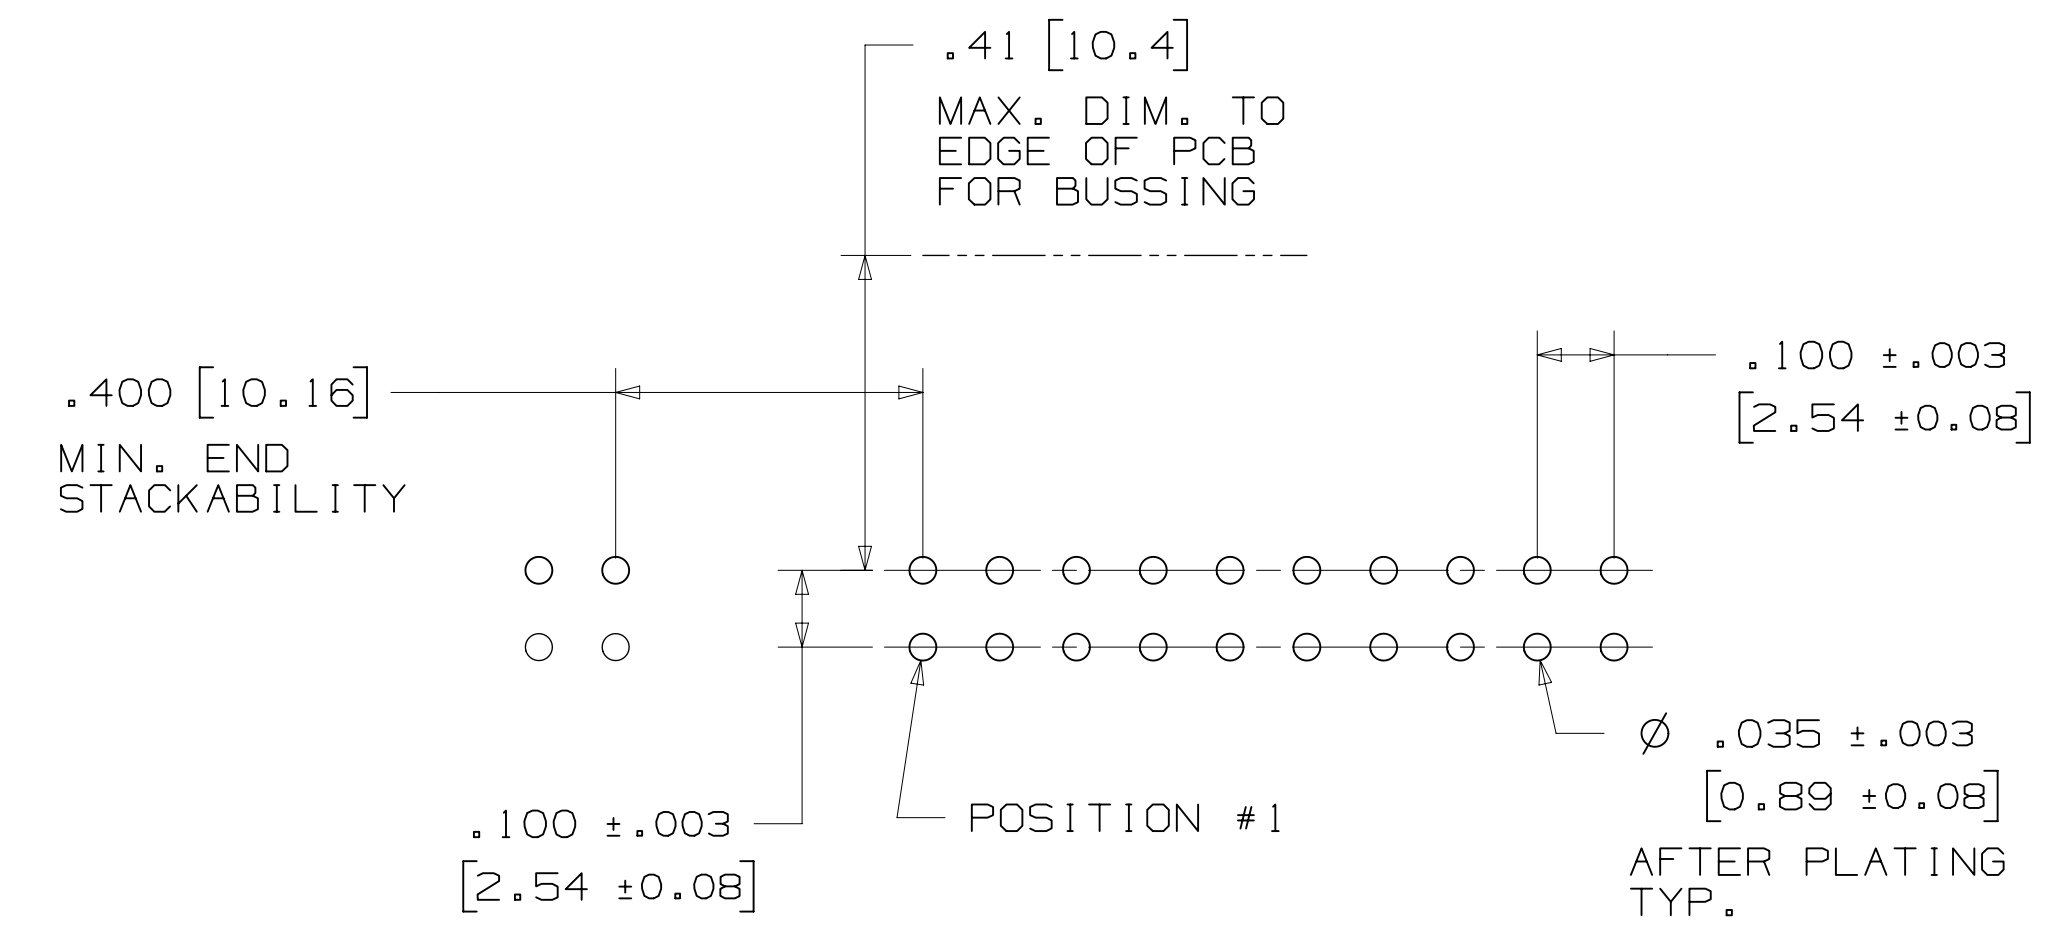 .41 [10.4]
MAX. DIM. TO
EDGE OF PCB
FOR BUSSING
.400 [10.16]
MIN. END
STACKABILITY
.100 ±.003
[2.54 ±0.08]
Ø .035 ±.003
[0.89 ±0.08]
AFTER PLATING
TYP.
POSITION #1
.100 ±.003
[2.54 ±0.08]